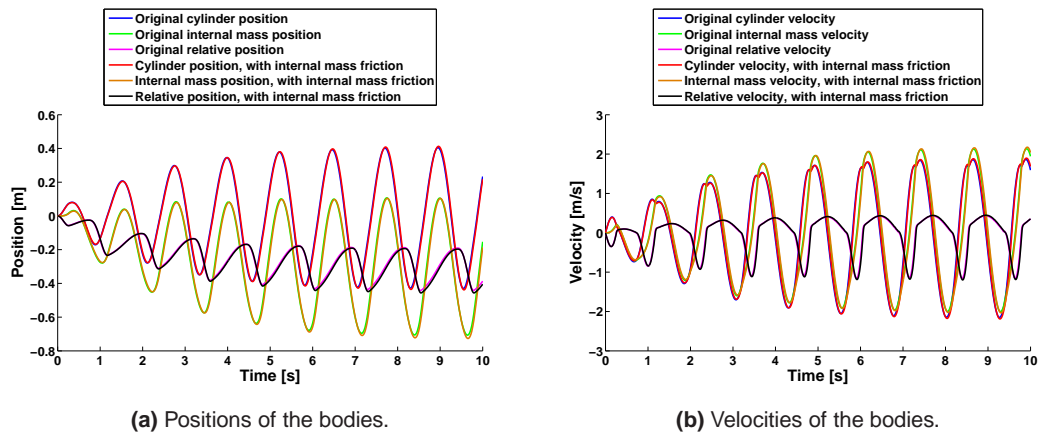 Original cylinder position
Original internal mass position
Original relative position
Cylinder position, with internal mass friction
Internal mass position, with internal mass friction
Relative position, with internal mass friction
0.6
0.4
0.2
0
−0.2
−0.4
−0.6
−0.8
Position [m]
0 1 2 3 4 5 6 7 8 9 10
Time [s]
(a) Positions of the bodies.
Original cylinder velocity
Original internal mass velocity
Original relative velocity
Cylinder velocity, with internal mass friction
Internal mass velocity, with internal mass friction
Relative velocity, with internal mass friction
3
2
1
0
−1
−2
−3
Velocity [m/s]
0 1 2 3 4 5 6 7 8 9 10
Time [s]
(b) Velocities of the bodies.